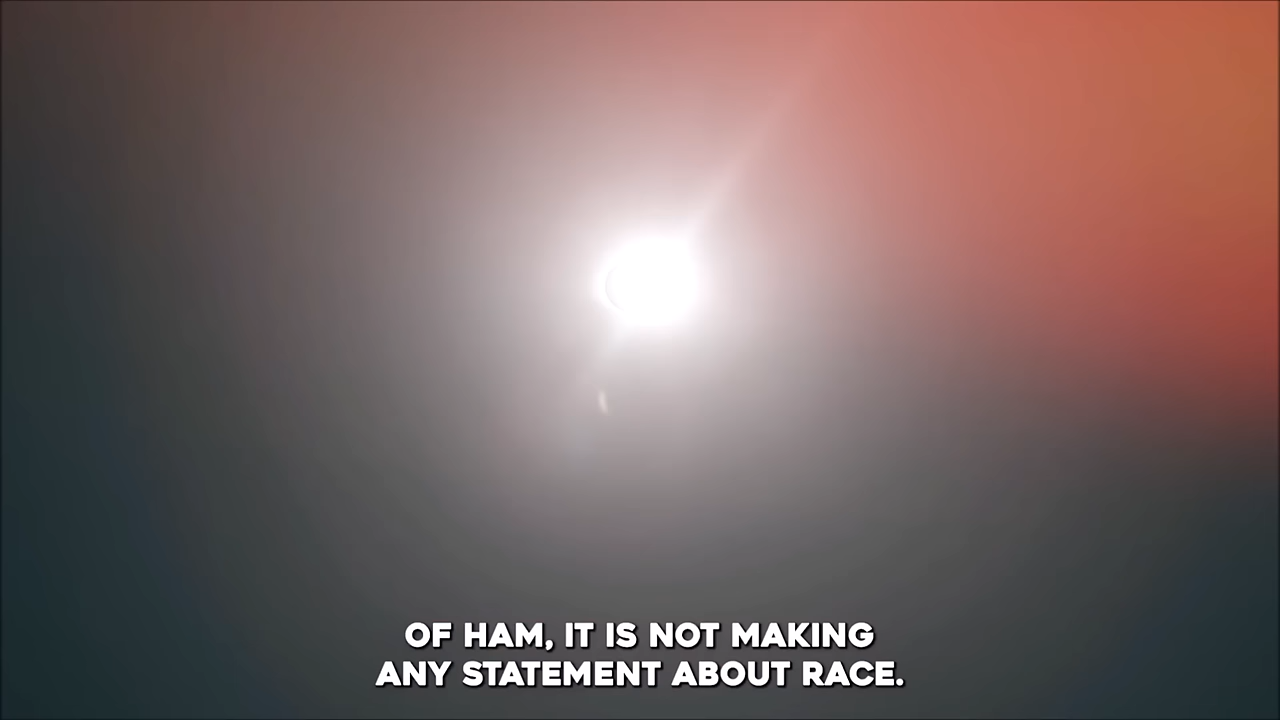 OF HAM, IT IS NOT MAKING
ANY STATEMENT ABOUT RACE.